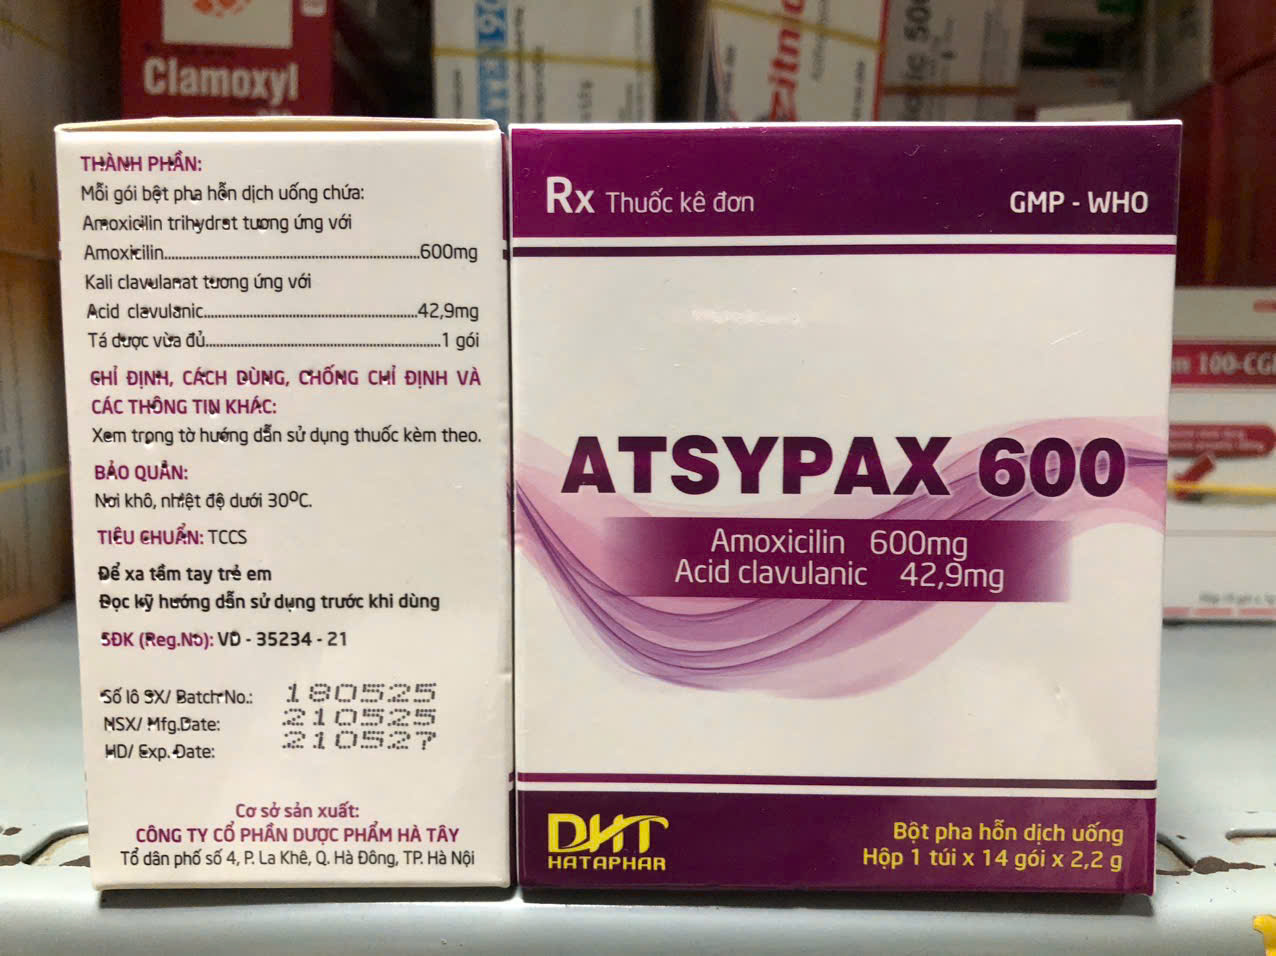 Clamoxyl
THÀNH PHẦN:
Mỗi gói bột pha hỗn dịch uống chứa:
Amoxicilin trihydrat tương ứng với
Amoxicilin..........600mg
Kali clavulanat tương ứng với
Acid clavulanic..........42,9mg
Tá dược vừa đủ..........1 gói
CHỈ ĐỊNH, CÁCH DÙNG, CHỐNG CHỈ ĐỊNH VÀ
CÁC THÔNG TIN KHÁC:
Xem trong tờ hướng dẫn sử dụng thuốc kèm theo.
BẢO QUẢN:
Nơi khô, nhiệt độ dưới 30ºC.
TIÊU CHUẨN: TCCS
Để xa tầm tay trẻ em
Đọc kỹ hướng dẫn sử dụng trước khi dùng
SĐK (Reg.No): VD - 35234 - 21
Số lô SX/ Batch No.: 180525
NSX/ Mfg.Date: 210525
HD/ Exp. Date: 210527
Cơ sở sản xuất:
CÔNG TY CỔ PHẦN DƯỢC PHẨM HÀ TÂY
Tổ dân phố số 4, P. La Khê, Q. Hà Đông, TP. Hà Nội
Rx Thuốc kê đơn
GMP - WHO
ATSYPAX 600
Amoxicilin 600mg
Acid clavulanic 42,9mg
DHT
HATAPHAR
Bột pha hỗn dịch uống
Hộp 1 túi x 14 gói x 2,2 g
100-CGP